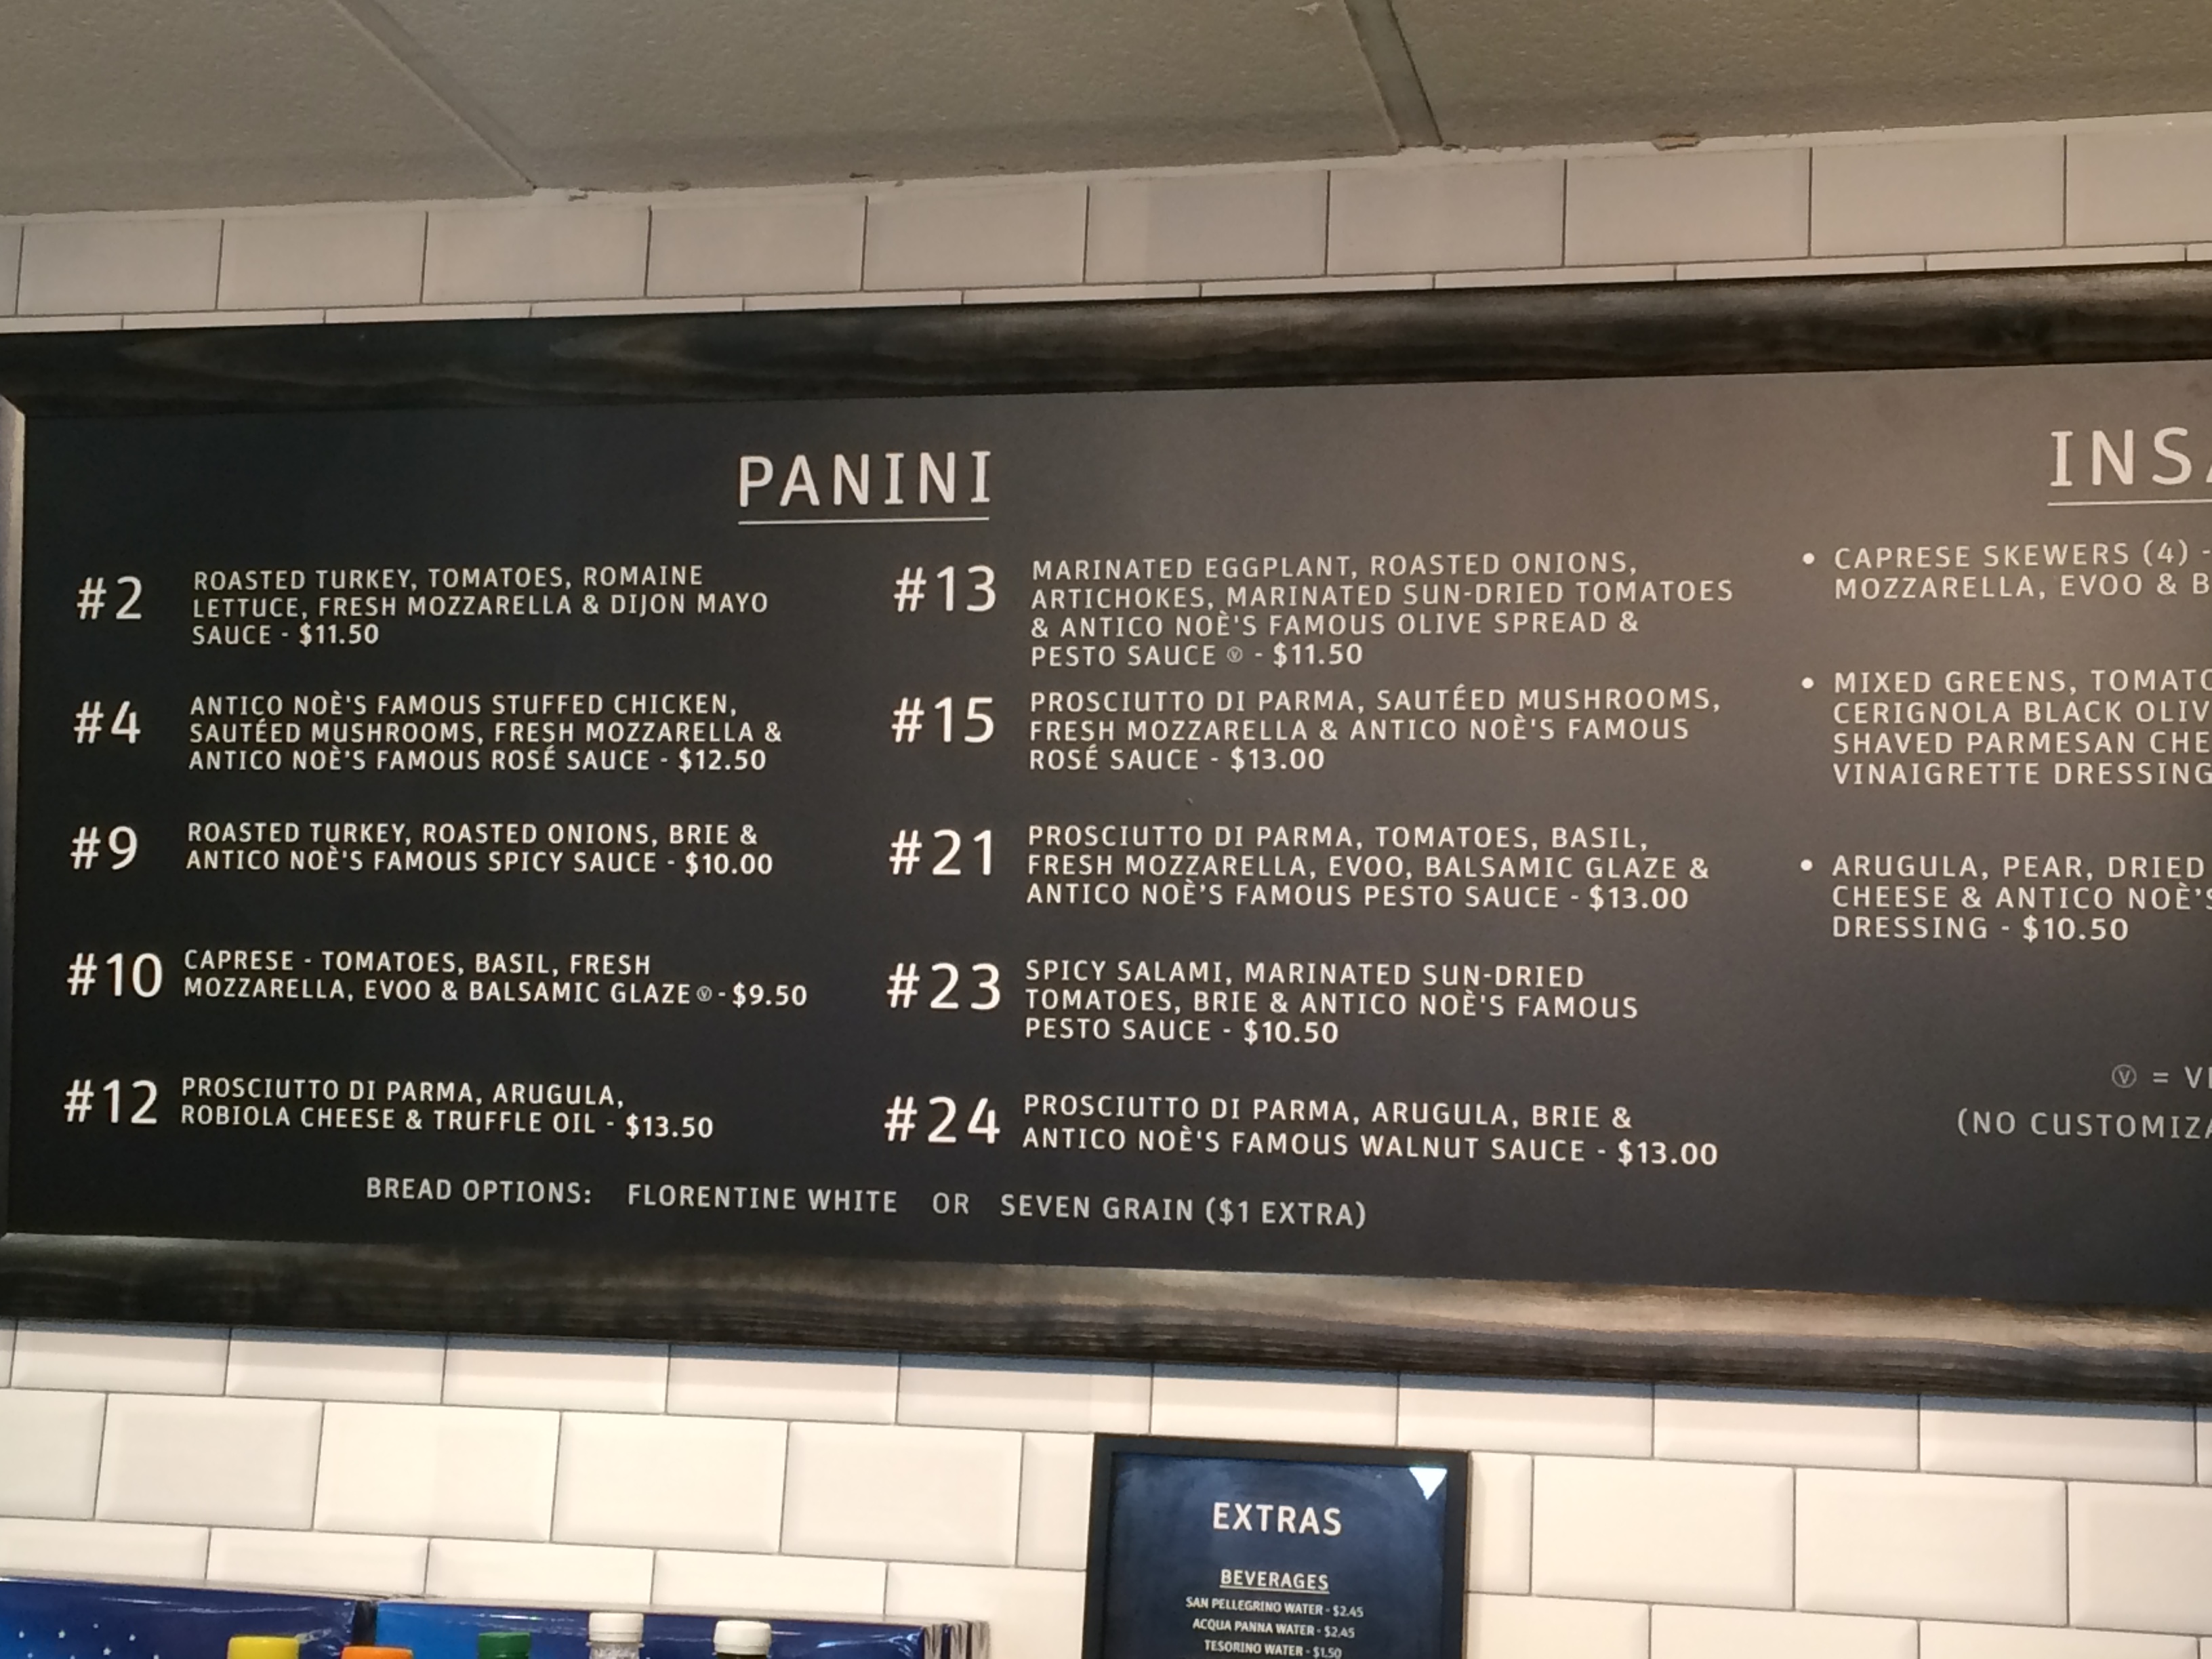 PANINI
#2
ROASTED TURKEY, TOMATOES, ROMAINE
LETTUCE, FRESH MOZZARELLA & DIJON MAYO
SAUCE - $11.50
#4
ANTICO NOÈ'S FAMOUS STUFFED CHICKEN,
SAUTÉED MUSHROOMS, FRESH MOZZARELLA &
ANTICO NOÈ'S FAMOUS ROSÉ SAUCE - $12.50
#9
ROASTED TURKEY, ROASTED ONIONS, BRIE &
ANTICO NOÈ'S FAMOUS SPICY SAUCE - $10.00
#10
CAPRESE - TOMATOES, BASIL, FRESH
MOZZARELLA, EVOO & BALSAMIC GLAZE Ⓥ - $9.50
#12
PROSCIUTTO DI PARMA, ARUGULA,
ROBIOLA CHEESE & TRUFFLE OIL - $13.50
#13
MARINATED EGGPLANT, ROASTED ONIONS,
ARTICHOKES, MARINATED SUN-DRIED TOMATOES
& ANTICO NOÈ'S FAMOUS OLIVE SPREAD &
PESTO SAUCE Ⓥ - $11.50
#15
PROSCIUTTO DI PARMA, SAUTÉED MUSHROOMS,
FRESH MOZZARELLA & ANTICO NOÈ'S FAMOUS
ROSÉ SAUCE - $13.00
#21
PROSCIUTTO DI PARMA, TOMATOES, BASIL,
FRESH MOZZARELLA, EVOO, BALSAMIC GLAZE &
ANTICO NOÈ'S FAMOUS PESTO SAUCE - $13.00
#23
SPICY SALAMI, MARINATED SUN-DRIED
TOMATOES, BRIE & ANTICO NOÈ'S FAMOUS
PESTO SAUCE - $10.50
#24
PROSCIUTTO DI PARMA, ARUGULA, BRIE &
ANTICO NOÈ'S FAMOUS WALNUT SAUCE - $13.00
BREAD OPTIONS: FLORENTINE WHITE OR SEVEN GRAIN ($1 EXTRA)
INSA
• CAPRESE SKEWERS (4) -
MOZZARELLA, EVOO & B
• MIXED GREENS, TOMATO
CERIGNOLA BLACK OLIV
SHAVED PARMESAN CHE
VINAIGRETTE DRESSING
• ARUGULA, PEAR, DRIED
CHEESE & ANTICO NOÈ'S
DRESSING - $10.50
Ⓥ = V
(NO CUSTOMIZA
EXTRAS
BEVERAGES
SAN PELLEGRINO WATER - $2.45
ACQUA PANNA WATER - $2.45
TESORINO WATER - $1.50